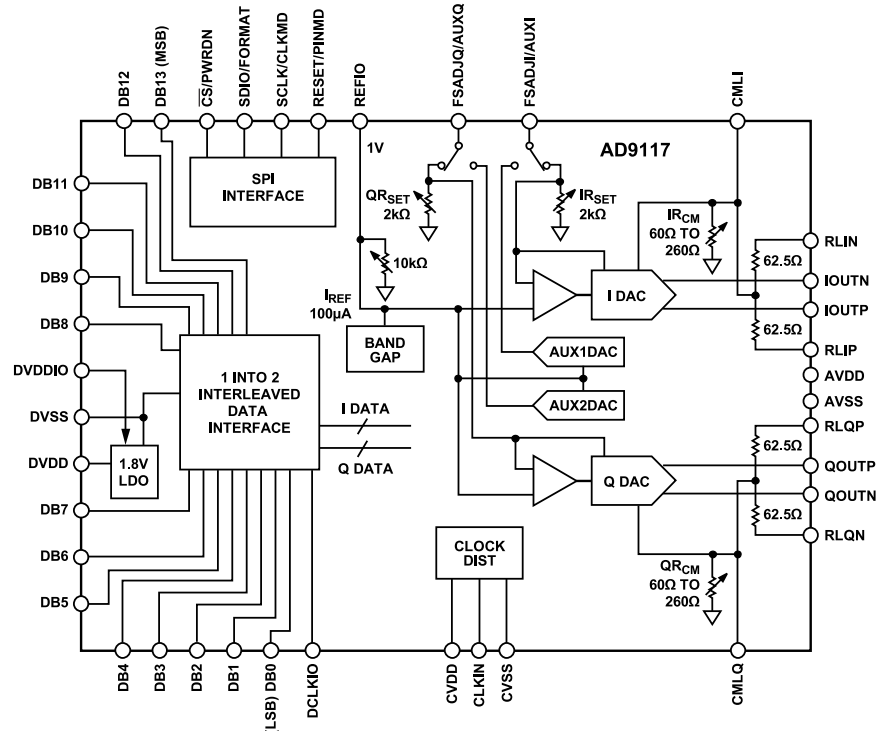 DB12
DB13 (MSB)
CS/PWRDN
SDIO/FORMAT
SCLK/CLKMD
RESET/PINMD
REFIO
FSADJQ/AUXQ
FSADJI/AUXI
CMLI
1V
AD9117
SPI
INTERFACE
DB11
DB10
DB9
DB8
DVDDIO
DVSS
DVDD
DB7
DB6
DB5
QRSET
2kΩ
IRSET
2kΩ
IRCM
60Ω TO
260Ω
10kΩ
IREF
100µA
BAND
GAP
I DAC
62.5Ω
62.5Ω
RLIN
IOUTN
IOUTP
RLIP
AVDD
AVSS
RLQP
QOUTP
QOUTN
RLQN
1 INTO 2
INTERLEAVED
DATA
INTERFACE
I DATA
Q DATA
1.8V
LDO
AUX1DAC
AUX2DAC
Q DAC
62.5Ω
62.5Ω
CLOCK
DIST
QRCM
60Ω TO
260Ω
DB4
DB3
DB2
DB1
(LSB) DB0
DCLKIO
CVDD
CLKIN
CVSS
CMLQ